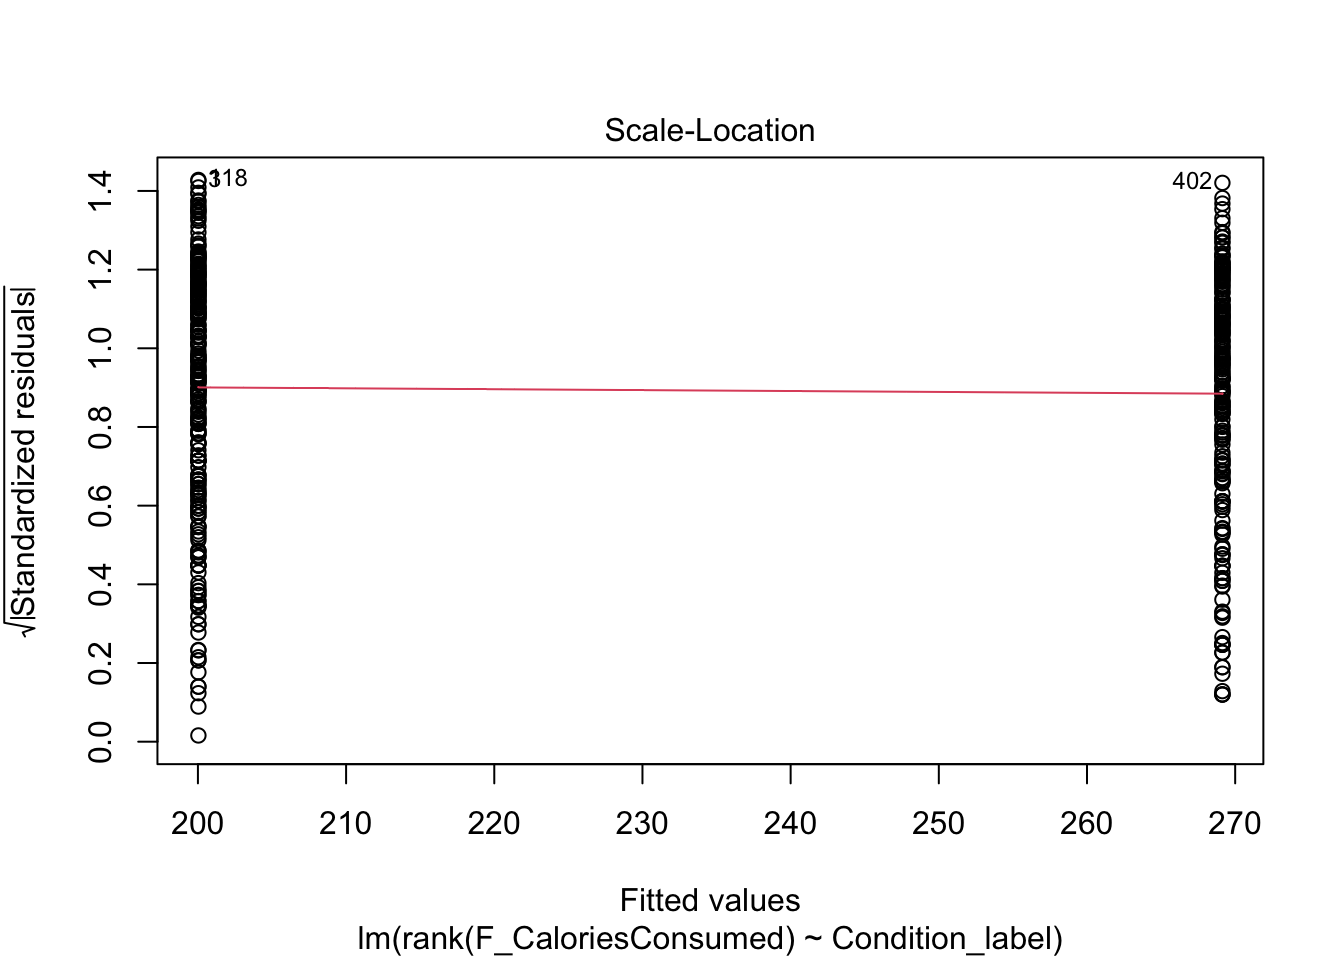 Scale-Location
402
1.4
1.2
1.0
0.8
0.6
0.4
0.2
0.0
√|Standardized residuals|
200 210 220 230 240 250 260 270
Fitted values
lm(rank(F_CaloriesConsumed) ~ Condition_label)